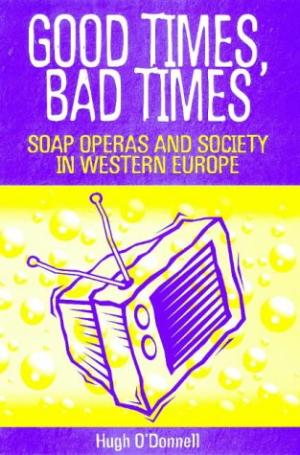 GOOD TIMES,
BAD TIMES
SOAP OPERAS AND SOCIETY
IN WESTERN EUROPE
Hugh O'Donnell